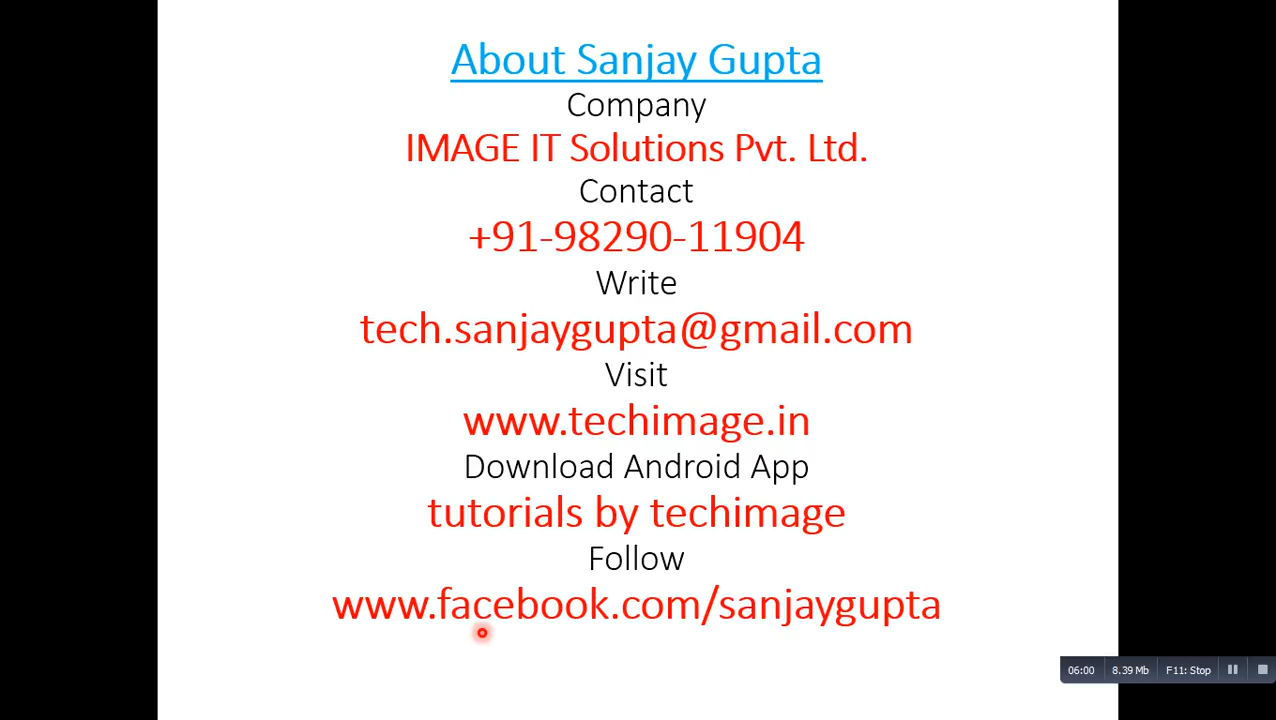 About Sanjay Gupta
Company
IMAGE IT Solutions Pvt. Ltd.
Contact
+91-98290-11904
Write
tech.sanjaygupta@gmail.com
Visit
www.techimage.in
Download Android App
tutorials by techimage
Follow
www.facebook.com/sanjaygupta
06:00 8.39 Mb F11: Stop